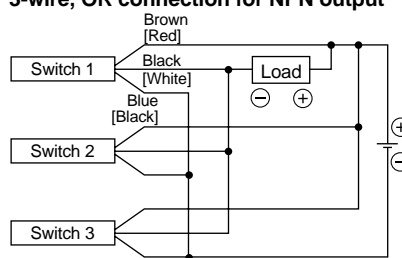 3-wire, OR connection for NPN output
Brown
[Red]
Switch 1
Black
[White]
Load
Blue
[Black]
Switch 2
Switch 3